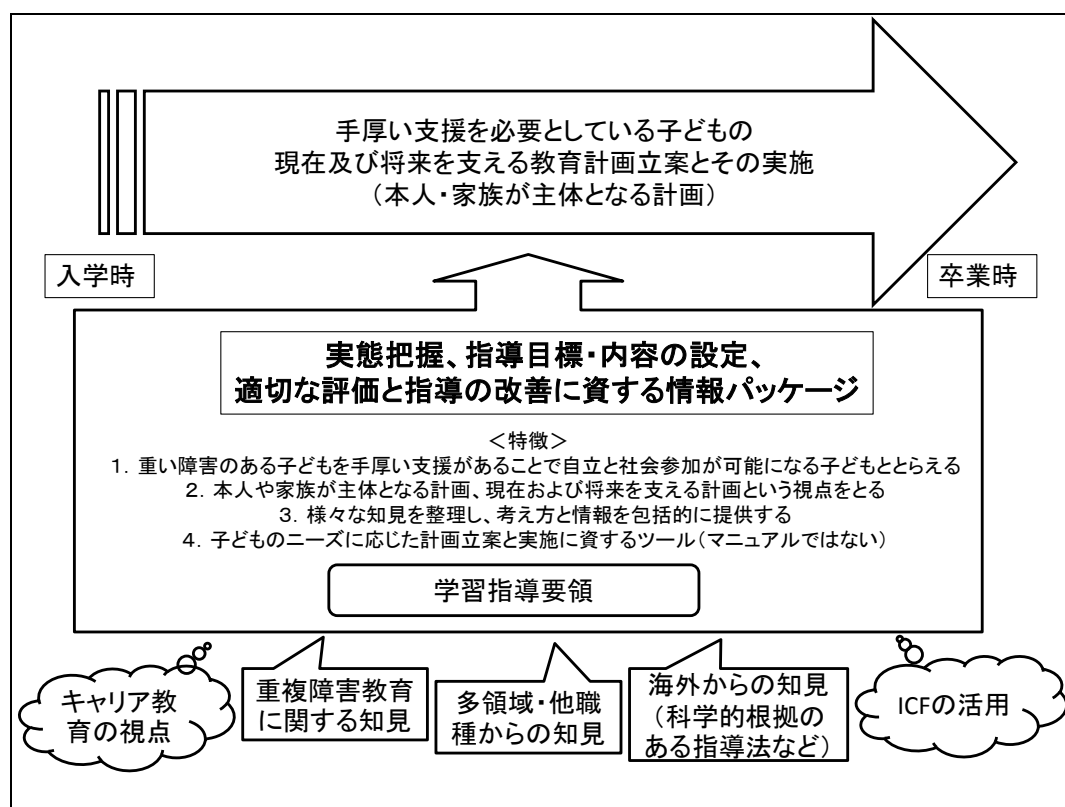 手厚い支援を必要としている子どもの
現在及び将来を支える教育計画立案とその実施
（本人・家族が主体となる計画）
入学時
卒業時
実態把握、指導目標・内容の設定、
適切な評価と指導の改善に資する情報パッケージ
＜特徴＞
１．重い障害のある子どもを手厚い支援があることで自立と社会参加が可能になる子どもととらえる
２．本人や家族が主体となる計画、現在および将来を支える計画という視点をとる
３．様々な知見を整理し、考え方と情報を包括的に提供する
４．子どものニーズに応じた計画立案と実施に資するツール（マニュアルではない）
学習指導要領
キャリア教
育の視点
重複障害教育
に関する知見
多領域・他職
種からの知見
海外からの知見
（科学的根拠の
ある指導法など）
ICFの活用